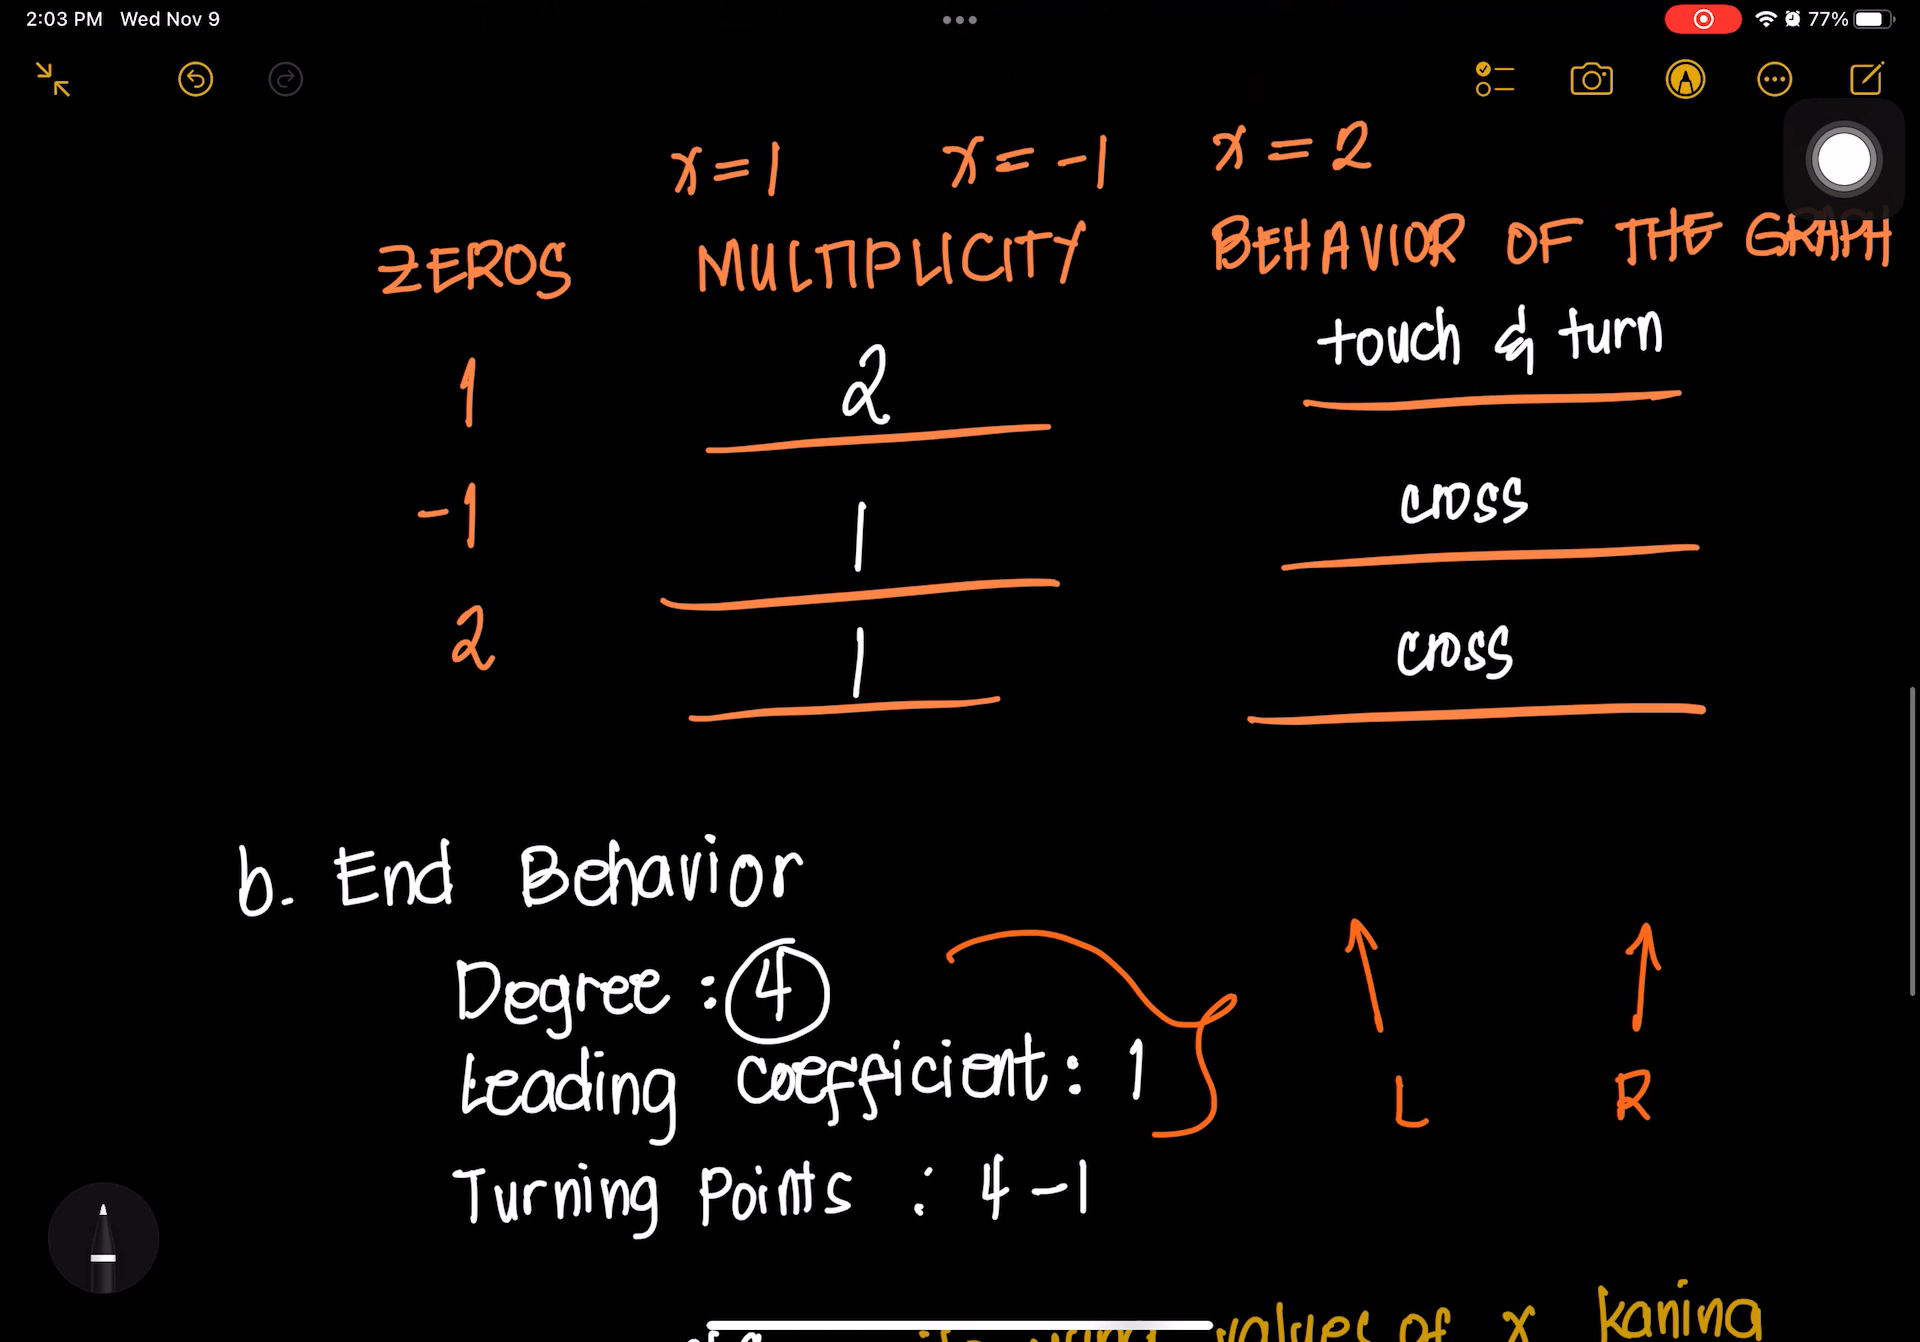 2:03 PM Wed Nov 9
77%
x=1 x=-1 x=2
ZEROS MULTIPLICITY BEHAVIOR OF THE GRAPH
1 2 touch & turn
-1 1 cross
2 1 cross
b. End Behavior
Degree : 4
Leading coefficient: 1
L R
Turning Points : 4-1
values of x kaning